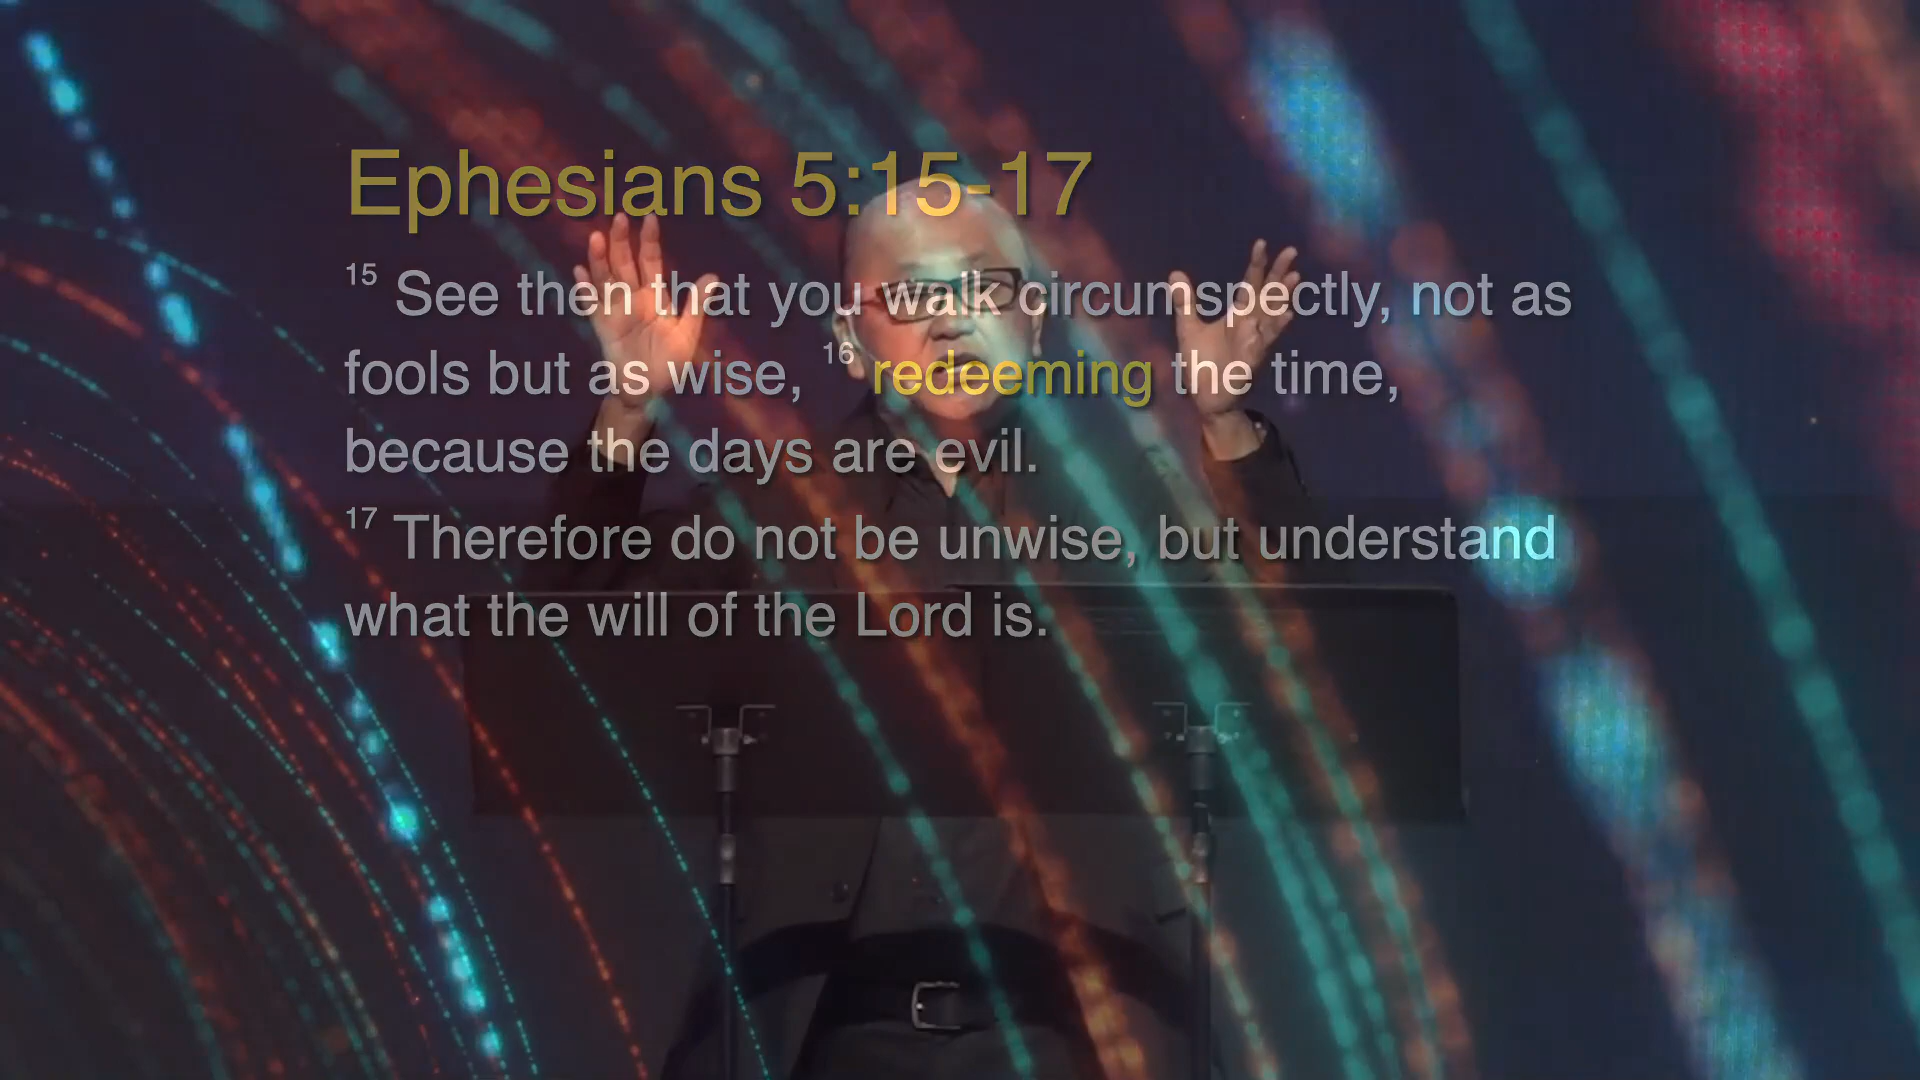 Ephesians 5:15-17
15 See then that you walk circumspectly, not as
fools but as wise, 16 redeeming the time,
because the days are evil.
17 Therefore do not be unwise, but understand
what the will of the Lord is.